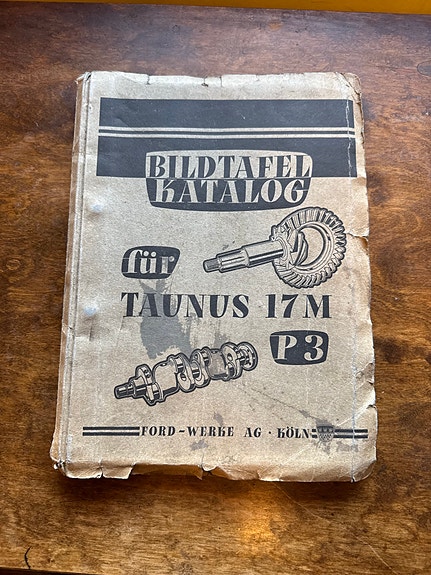 BILDTAFEL
KATALOG
für
TAUNUS 17M
P3
FORD-WERKE AG · KÖLN